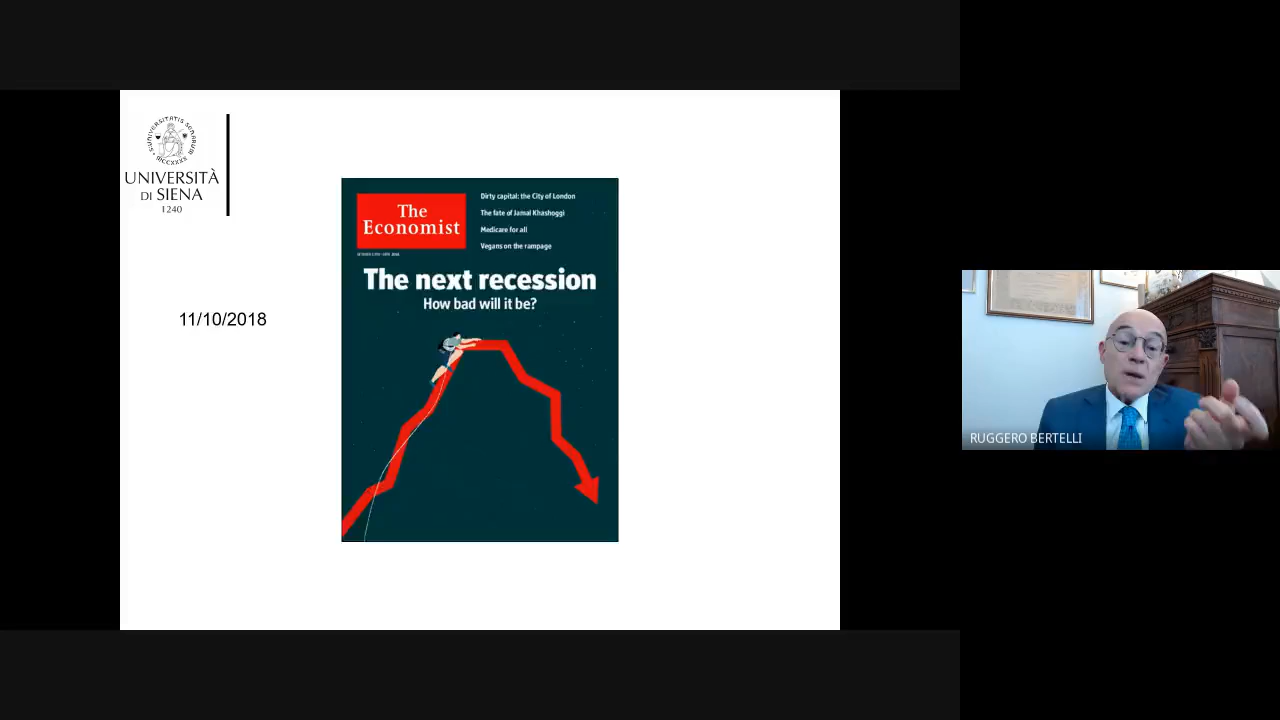 UNIVERSITÀ
DI SIENA
1240
11/10/2018
The
Economist
Dirty capital: the City of London
The fate of Jamal Khashoggi
Medicare for all
Vegans on the rampage
The next recession
How bad will it be?
RUGGERO BERTELLI